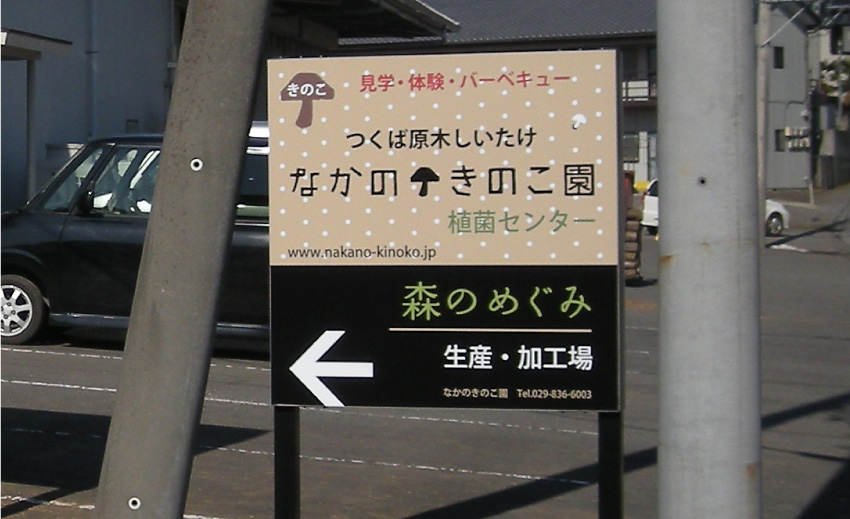 きのこ
見学・体験・バーベキュー
つくば原木しいたけ
なかのきのこ園
植菌センター
www.nakano-kinoko.jp
森のめぐみ
生産・加工場
なかのきのこ園 Tel.029-836-6003